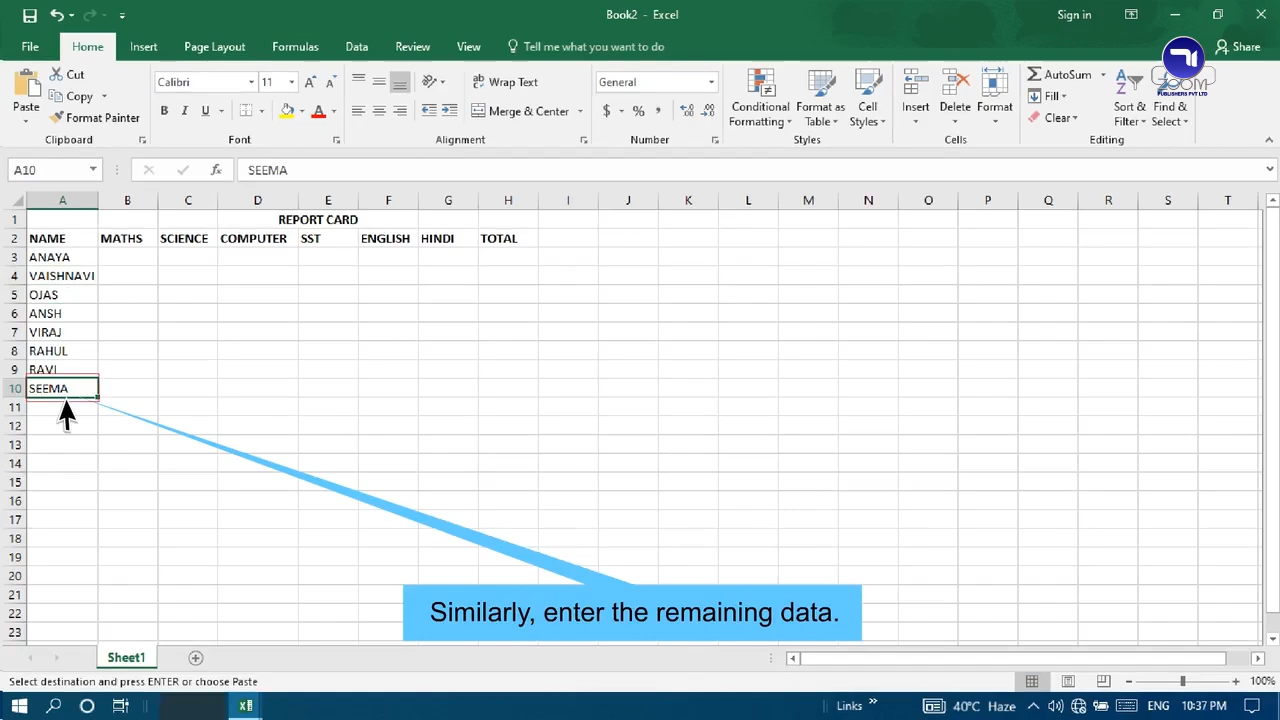 Book2 - Excel
Sign in
File Home Insert Page Layout Formulas Data Review View Tell me what you want to do Share
Paste
Cut
Copy
Format Painter
Clipboard
Calibri 11
B I U
Font
Wrap Text
Merge & Center
Alignment
General
$ % ,
Number
Conditional Formatting
Format as Table
Cell Styles
Styles
Insert Delete Format
Cells
AutoSum
Fill
Clear
Sort & Filter
Find & Select
Editing
ZOOM
PUBLISHERS PVT LTD
A10 fx SEEMA
A B C D E F G H I J K L M N O P Q R S T
1 REPORT CARD
2 NAME MATHS SCIENCE COMPUTER SST ENGLISH HINDI TOTAL
3 ANAYA
4 VAISHNAVI
5 OJAS
6 ANSH
7 VIRAJ
8 RAHUL
9 RAVI
10 SEEMA
11
12
13
14
15
16
17
18
19
20
21
22
23
Similarly, enter the remaining data.
Sheet1
Select destination and press ENTER or choose Paste
100%
Links
40°C Haze
ENG
10:37 PM